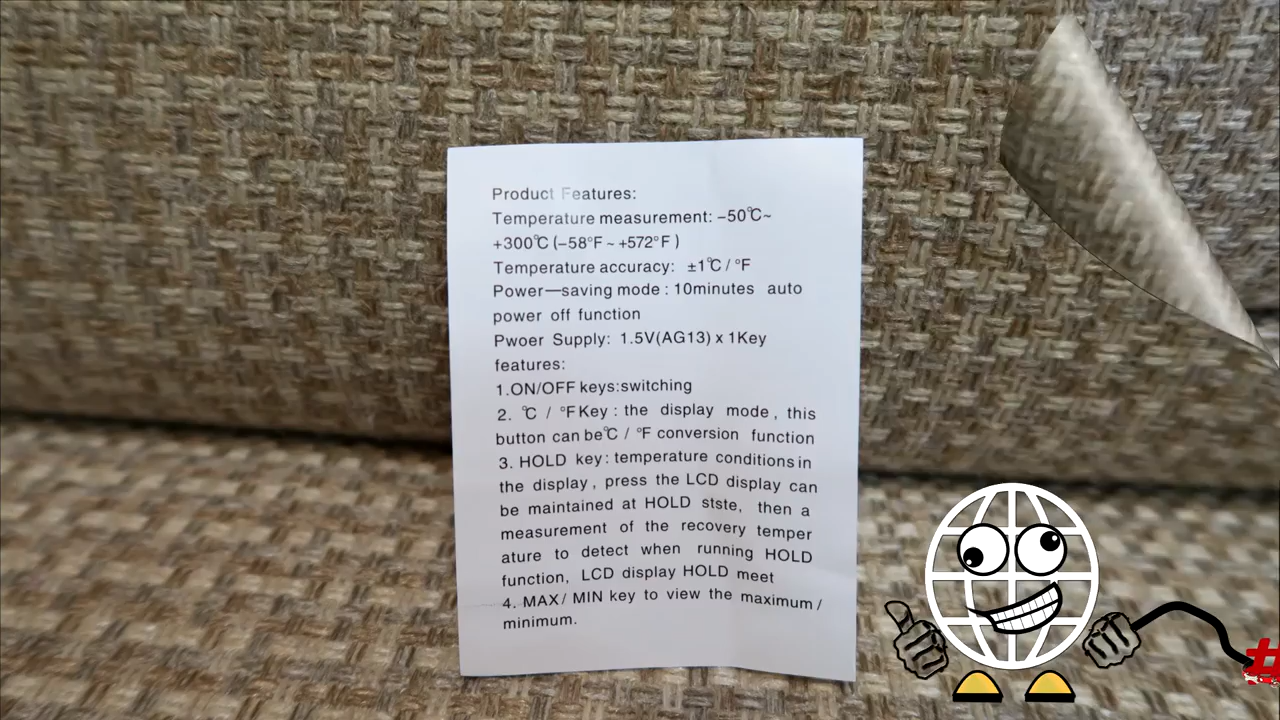 Product Features:
Temperature measurement: −50℃~
+300℃ (−58°F ~ +572°F )
Temperature accuracy: ±1℃ / °F
Power—saving mode : 10minutes auto
power off function
Pwoer Supply: 1.5V(AG13) x 1Key
features:
1.ON/OFF keys:switching
2. ℃ / °F Key : the display mode, this
button can be℃ / °F conversion function
3. HOLD key: temperature conditions in
the display, press the LCD display can
be maintained at HOLD stste, then a
measurement of the recovery temper
ature to detect when running HOLD
function, LCD display HOLD meet
4. MAX/ MIN key to view the maximum /
minimum.
#